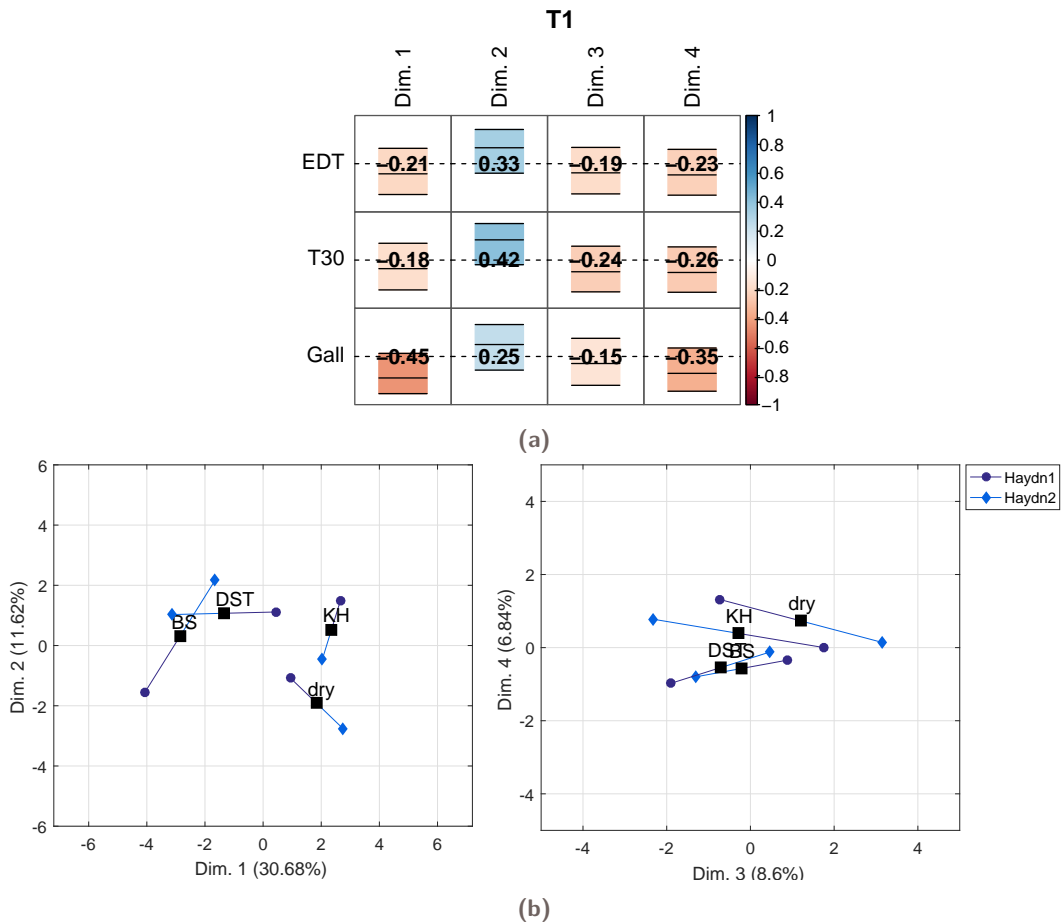 T1
Dim. 1 Dim. 2 Dim. 3 Dim. 4
EDT −0.21 0.33 −0.19 −0.23
T30 −0.18 0.42 −0.24 −0.26
Gall −0.45 0.25 −0.15 −0.35
1
0.8
0.6
0.4
0.2
0
−0.2
−0.4
−0.6
−0.8
−1
(a)
6
4
2
0
-2
-4
-6
Dim. 2 (11.62%)
DST
BS
KH
dry
-6 -4 -2 0 2 4 6
Dim. 1 (30.68%)
4
2
0
-2
-4
Dim. 4 (6.84%)
dry
KH
DST
BS
-4 -2 0 2 4
Dim. 3 (8.6%)
Haydn1
Haydn2
(b)